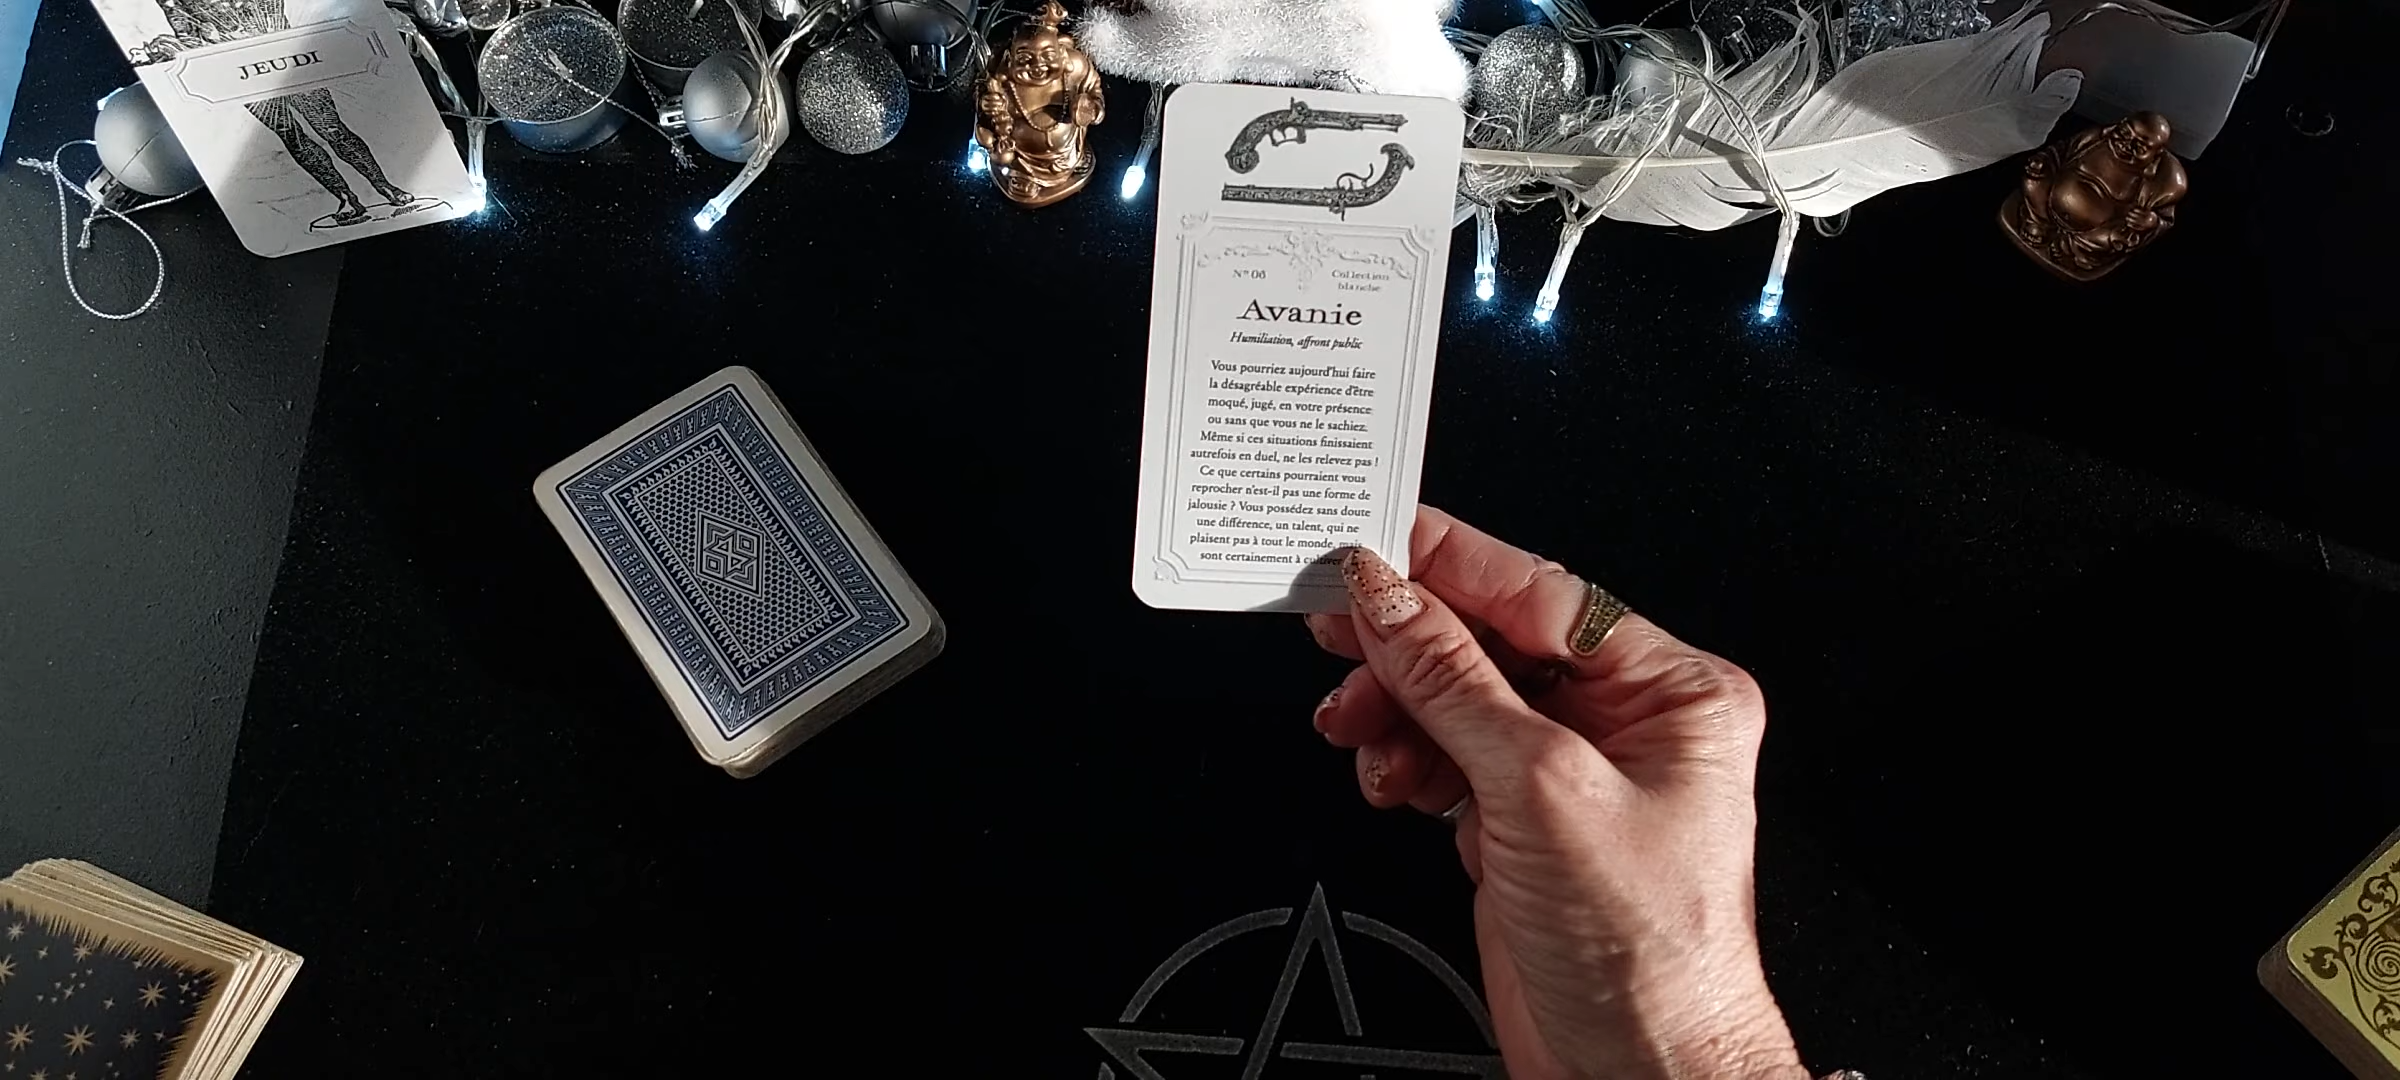 JEUDI
N° 06
Collection
blanche
Avanie
Humiliation, affront public
Vous pourriez aujourd'hui faire
la désagréable expérience d'être
moqué, jugé, en votre présence
ou sans que vous ne le sachiez.
Même si ces situations finissaient
autrefois en duel, ne les relevez pas !
Ce que certains pourraient vous
reprocher n'est-il pas une forme de
jalousie ? Vous possédez sans doute
une différence, un talent, qui ne
plaisent pas à tout le monde, mais
sont certainement à cultiver